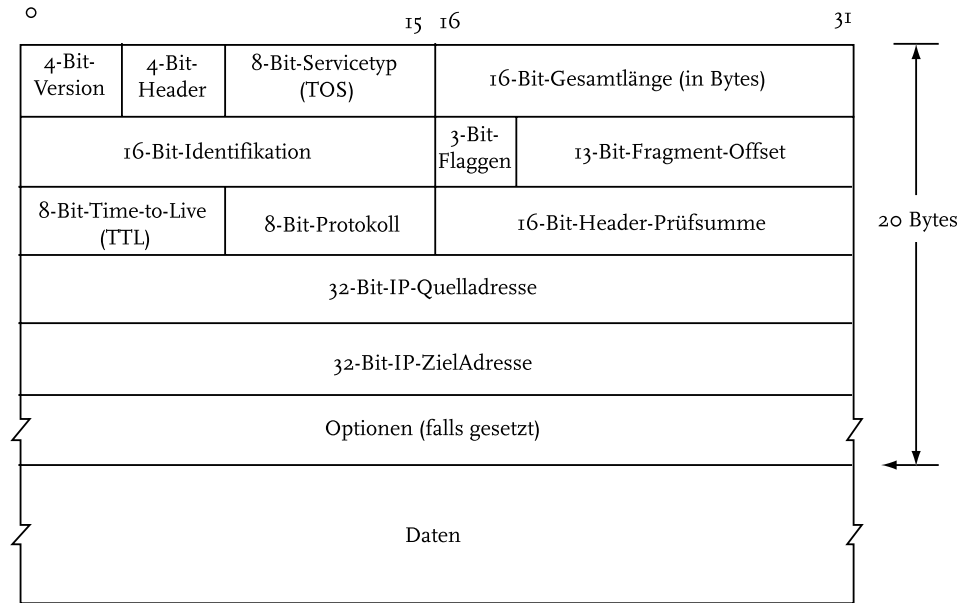 0 15 16 31
4-Bit-
Version
4-Bit-
Header
8-Bit-Servicetyp
(TOS)
16-Bit-Gesamtlänge (in Bytes)
16-Bit-Identifikation
3-Bit-
Flaggen
13-Bit-Fragment-Offset
8-Bit-Time-to-Live
(TTL)
8-Bit-Protokoll
16-Bit-Header-Prüfsumme
20 Bytes
32-Bit-IP-Quelladresse
32-Bit-IP-ZielAdresse
Optionen (falls gesetzt)
Daten